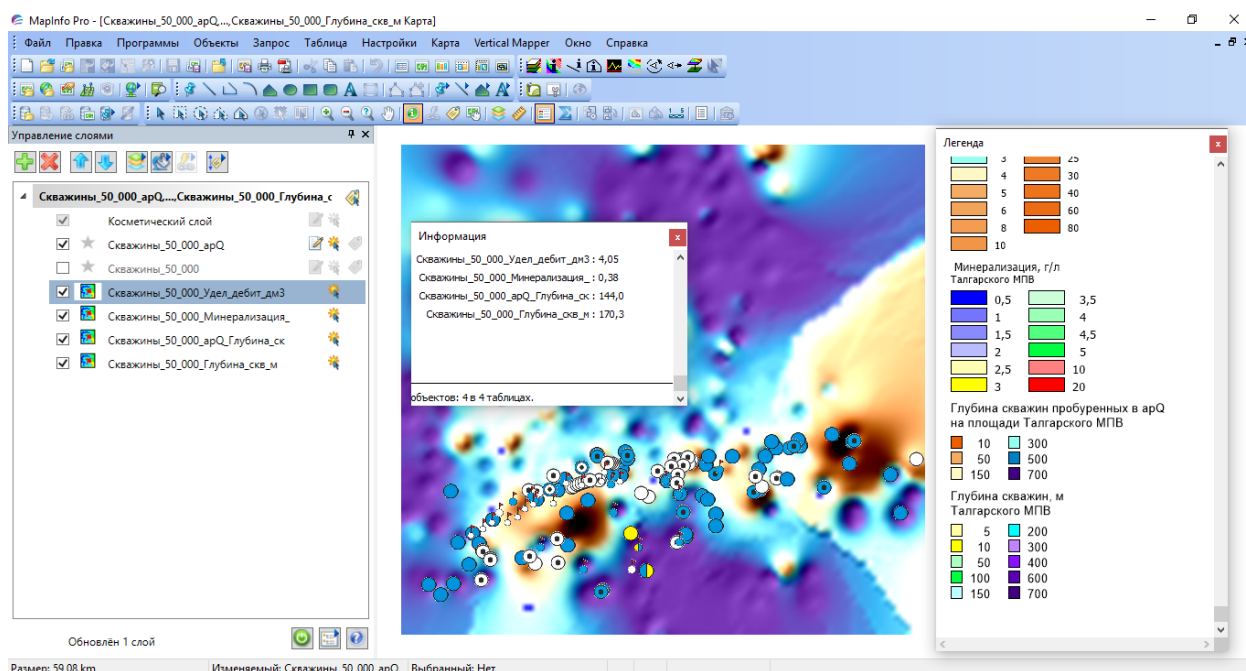 MapInfo Pro - [Скважины_50_000_apQ,...,Скважины_50_000_Глубина_скв_м Карта]
Файл Правка Программы Объекты Запрос Таблица Настройки Карта Vertical Mapper Окно Справка
Управление слоями
Скважины_50_000_apQ,...,Скважины_50_000_Глубина_с
Косметический слой
Скважины_50_000_apQ
Скважины_50_000
Скважины_50_000_Удел_дебит_дм3
Скважины_50_000_Минерализация_
Скважины_50_000_apQ_Глубина_ск
Скважины_50_000_Глубина_скв_м
Обновлён 1 слой
Информация
Скважины_50_000_Удел_дебит_дм3 : 4,05
Скважины_50_000_Минерализация_ : 0,38
Скважины_50_000_apQ_Глубина_ск : 144,0
Скважины_50_000_Глубина_скв_м : 170,3
объектов: 4 в 4 таблицах.
Легенда
3 25
4 30
5 40
6 60
8 80
10
Минерализация, г/л
Талгарского МПВ
0,5 3,5
1 4
1,5 4,5
2 5
2,5 10
3 20
Глубина скважин пробуренных в apQ
на площади Талгарского МПВ
10 300
50 500
150 700
Глубина скважин, м
Талгарского МПВ
5 200
10 300
50 400
100 600
150 700
Размер: 59,08 km Изменяемый: Скважины_50_000_apQ Выбранный: Нет